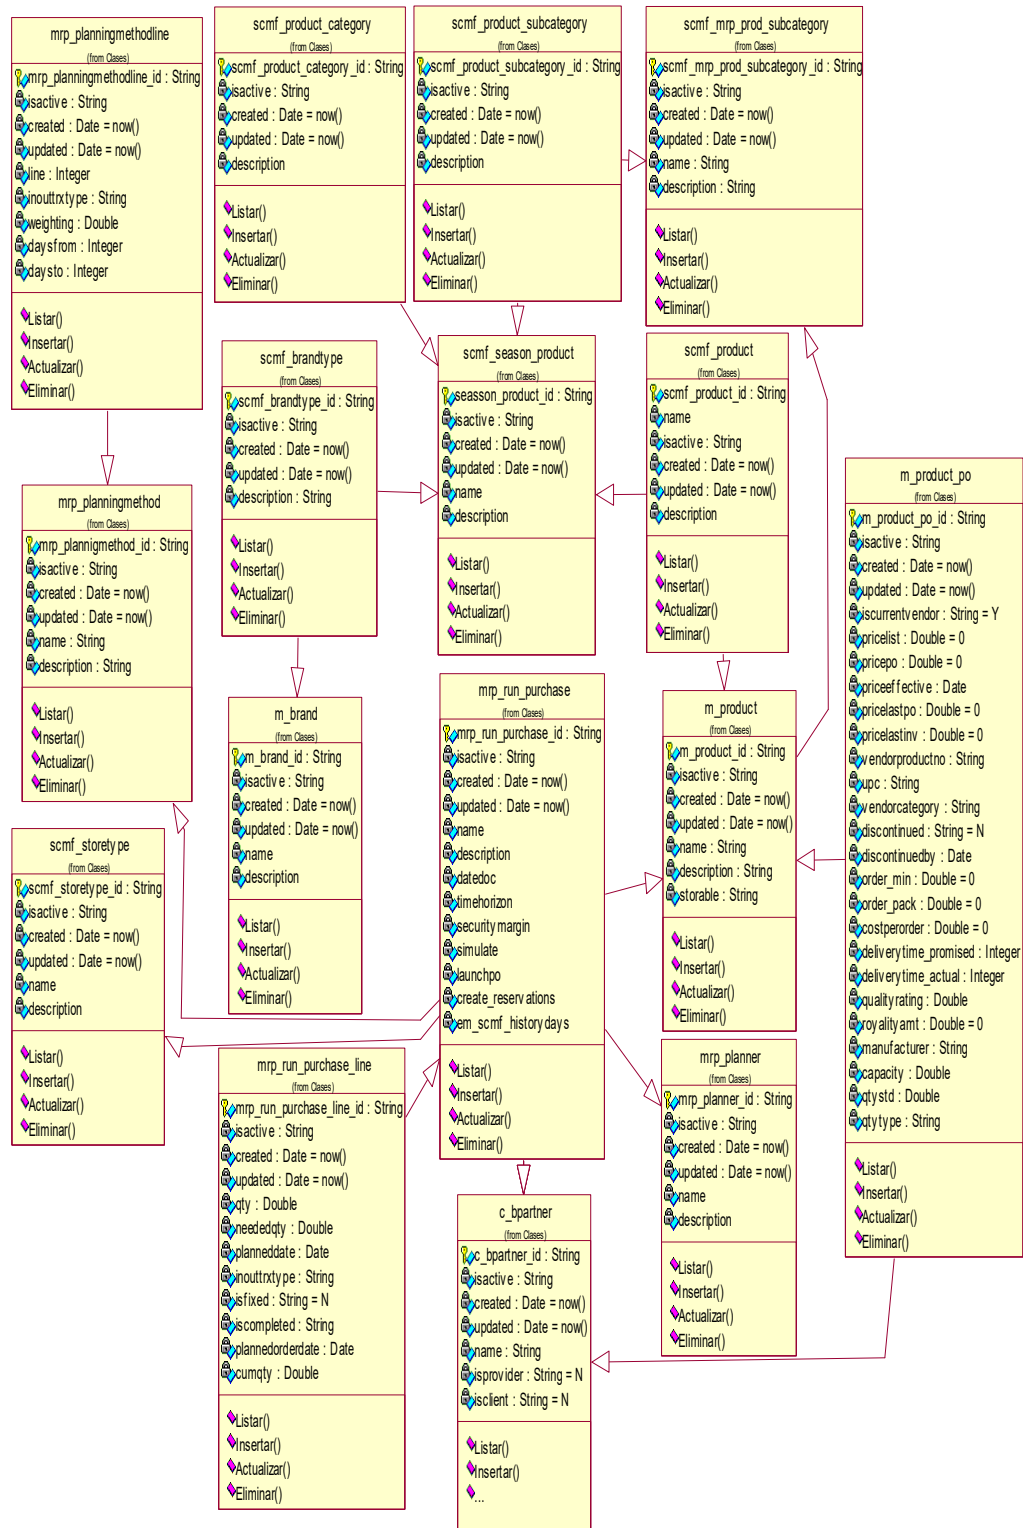 mrp_planningmethodline
(from Clases)
mrp_planningmethodline_id : String
isactive : String
created : Date = now()
updated : Date = now()
line : Integer
inouttrxtype : String
weighting : Double
daysfrom : Integer
daysto : Integer
Listar()
Insertar()
Actualizar()
Eliminar()
scmf_product_category
(from Clases)
scmf_product_category_id : String
isactive : String
created : Date = now()
updated : Date = now()
description
Listar()
Insertar()
Actualizar()
Eliminar()
scmf_product_subcategory
(from Clases)
scmf_product_subcategory_id : String
isactive : String
created : Date = now()
updated : Date = now()
description
Listar()
Insertar()
Actualizar()
Eliminar()
scmf_mrp_prod_subcategory
(from Clases)
scmf_mrp_prod_subcategory_id : String
isactive : String
created : Date = now()
updated : Date = now()
name : String
description : String
Listar()
Insertar()
Actualizar()
Eliminar()
scmf_brandtype
(from Clases)
scmf_brandtype_id : String
isactive : String
created : Date = now()
updated : Date = now()
description : String
Listar()
Insertar()
Actualizar()
Eliminar()
scmf_season_product
(from Clases)
seasson_product_id : String
isactive : String
created : Date = now()
updated : Date = now()
name
description
Listar()
Insertar()
Actualizar()
Eliminar()
scmf_product
(from Clases)
scmf_product_id : String
name
isactive : String
created : Date = now()
updated : Date = now()
description
Listar()
Insertar()
Actualizar()
Eliminar()
m_product_po
(from Clases)
m_product_po_id : String
isactive : String
created : Date = now()
updated : Date = now()
iscurrentvendor : String = Y
pricelist : Double = 0
pricepo : Double = 0
priceeffective : Date
pricelastpo : Double = 0
pricelastinv : Double = 0
vendorproductno : String
upc : String
vendorcategory : String
discontinued : String = N
discontinuedby : Date
order_min : Double = 0
order_pack : Double = 0
costperorder : Double = 0
deliverytime_promised : Integer
deliverytime_actual : Integer
qualityrating : Double
royalityamt : Double = 0
manufacturer : String
capacity : Double
qtystd : Double
qtytype : String
Listar()
Insertar()
Actualizar()
Eliminar()
mrp_planningmethod
(from Clases)
mrp_plannigmethod_id : String
isactive : String
created : Date = now()
updated : Date = now()
name : String
description : String
Listar()
Insertar()
Actualizar()
Eliminar()
m_brand
(from Clases)
m_brand_id : String
isactive : String
created : Date = now()
updated : Date = now()
name
description
Listar()
Insertar()
Actualizar()
Eliminar()
mrp_run_purchase
(from Clases)
mrp_run_purchase_id : String
isactive : String
created : Date = now()
updated : Date = now()
name
description
datedoc
timehorizon
securitymargin
simulate
launchpo
create_reservations
em_scmf_historydays
Listar()
Insertar()
Actualizar()
Eliminar()
m_product
(from Clases)
m_product_id : String
isactive : String
created : Date = now()
updated : Date = now()
name : String
description : String
storable : String
Listar()
Insertar()
Actualizar()
Eliminar()
scmf_storetype
(from Clases)
scmf_storetype_id : String
isactive : String
created : Date = now()
updated : Date = now()
name
description
Listar()
Insertar()
Actualizar()
Eliminar()
mrp_run_purchase_line
(from Clases)
mrp_run_purchase_line_id : String
isactive : String
created : Date = now()
updated : Date = now()
qty : Double
neededqty : Double
planneddate : Date
inouttrxtype : String
isfixed : String = N
iscompleted : String
plannedorderdate : Date
cumqty : Double
Listar()
Insertar()
Actualizar()
Eliminar()
mrp_planner
(from Clases)
mrp_planner_id : String
isactive : String
created : Date = now()
updated : Date = now()
name
description
Listar()
Insertar()
Actualizar()
Eliminar()
c_bpartner
(from Clases)
c_bpartner_id : String
isactive : String
created : Date = now()
updated : Date = now()
name : String
isprovider : String = N
isclient : String = N
Listar()
Insertar()
...